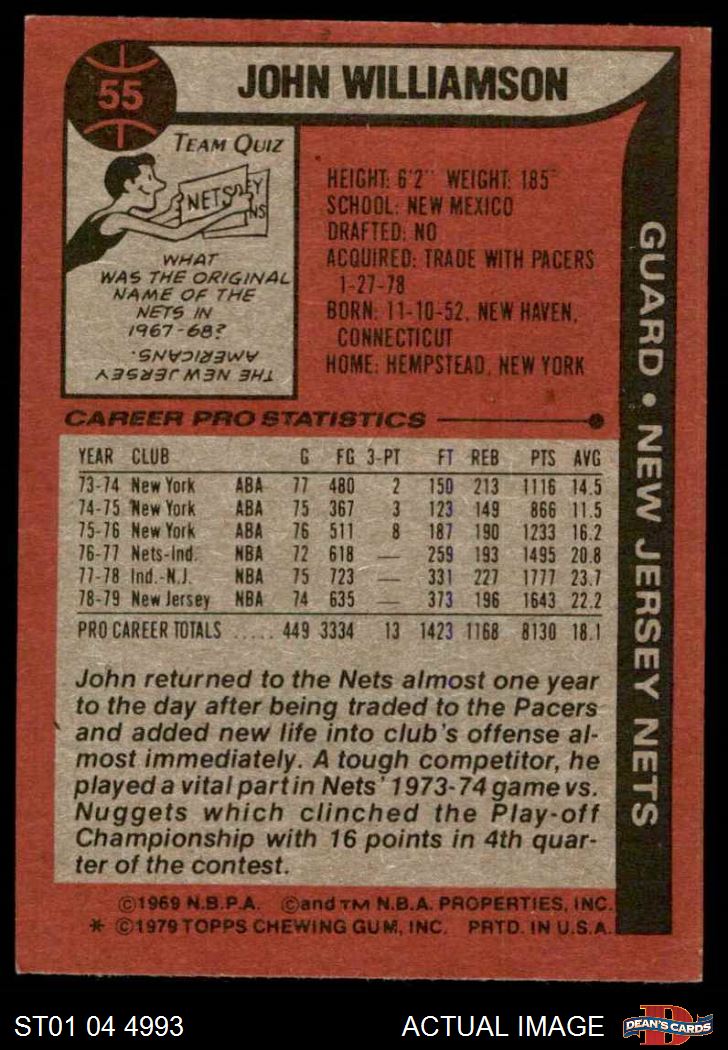 55
JOHN WILLIAMSON
TEAM QUIZ
NETS
EY
NS
WHAT
WAS THE ORIGINAL
NAME OF THE
NETS IN
1967-68?
THE NEW JERSEY
AMERICANS.
HEIGHT: 6'2" WEIGHT: 185
SCHOOL: NEW MEXICO
DRAFTED: NO
ACQUIRED: TRADE WITH PACERS
1-27-78
BORN: 11-10-52, NEW HAVEN,
CONNECTICUT
HOME: HEMPSTEAD, NEW YORK
GUARD • NEW JERSEY NETS
CAREER PRO STATISTICS
YEAR CLUB G FG 3-PT FT REB PTS AVG
73-74 New York ABA 77 480 2 150 213 1116 14.5
74-75 New York ABA 75 367 3 123 149 866 11.5
75-76 New York ABA 76 511 8 187 190 1233 16.2
76-77 Nets-Ind. NBA 72 618 — 259 193 1495 20.8
77-78 Ind.-N.J. NBA 75 723 — 331 227 1777 23.7
78-79 New Jersey NBA 74 635 — 373 196 1643 22.2
PRO CAREER TOTALS ..... 449 3334 13 1423 1168 8130 18.1
John returned to the Nets almost one year
to the day after being traded to the Pacers
and added new life into club's offense al-
most immediately. A tough competitor, he
played a vital part in Nets' 1973-74 game vs.
Nuggets which clinched the Play-off
Championship with 16 points in 4th quar-
ter of the contest.
©1969 N.B.P.A. ©and TM N.B.A. PROPERTIES, INC.
* ©1979 TOPPS CHEWING GUM, INC. PRTD. IN U.S.A.
ST01 04 4993
ACTUAL IMAGE
D
DEAN'S CARDS